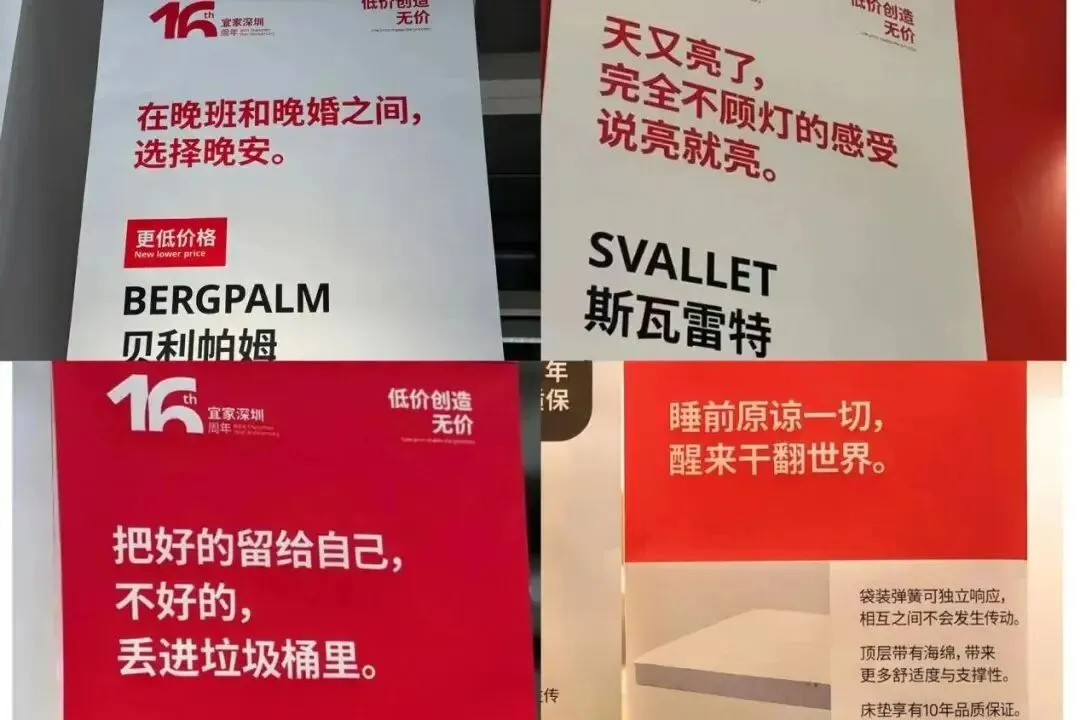 16th
宜家深圳
周年
低价创造
无价
在晚班和晚婚之间，
选择晚安。
更低价格
New lower price
BERGPALM
贝利帕姆
低价创造
无价
天又亮了，
完全不顾灯的感受
说亮就亮。
SVALLET
斯瓦雷特
16th
宜家深圳
周年
低价创造
无价
把好的留给自己，
不好的，
丢进垃圾桶里。
年
质保
睡前原谅一切，
醒来干翻世界。
袋装弹簧可独立响应，
相互之间不会发生传动。
顶层带有海绵，带来
更多舒适度与支撑性。
床垫享有10年品质保证。